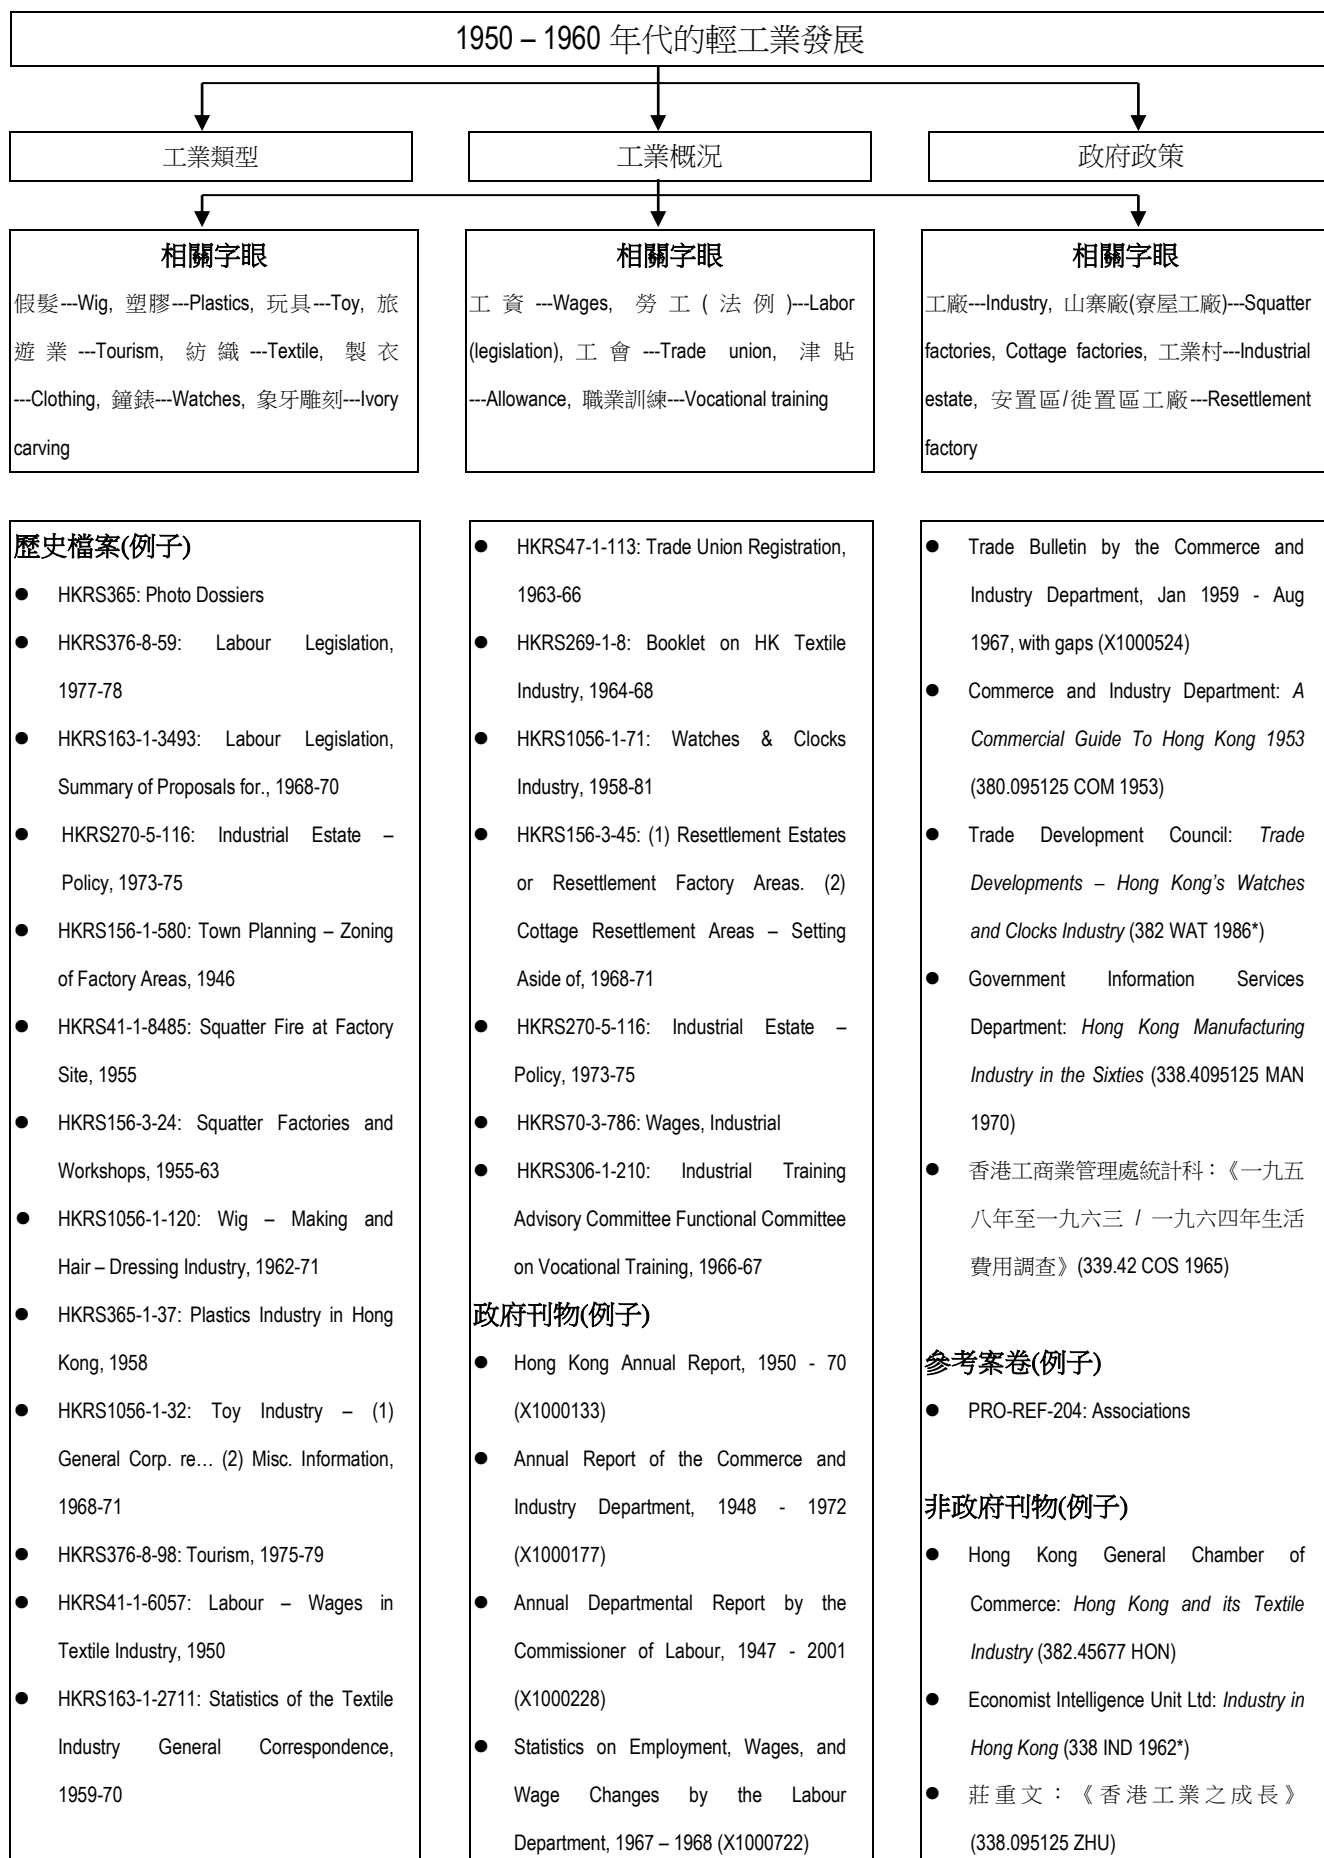 1950 – 1960 年代的輕工業發展
工業類型
工業概況
政府政策
相關字眼
假髮---Wig, 塑膠---Plastics, 玩具---Toy, 旅
遊業---Tourism, 紡織---Textile, 製衣
---Clothing, 鐘錶---Watches, 象牙雕刻---Ivory
carving
相關字眼
工資---Wages, 勞工(法例)---Labor
(legislation), 工會---Trade union, 津貼
---Allowance, 職業訓練---Vocational training
相關字眼
工廠---Industry, 山寨廠(寮屋工廠)---Squatter
factories, Cottage factories, 工業村---Industrial
estate, 安置區/徙置區工廠---Resettlement
factory
歷史檔案(例子)
● HKRS365: Photo Dossiers
● HKRS376-8-59: Labour Legislation,
1977-78
● HKRS163-1-3493: Labour Legislation,
Summary of Proposals for., 1968-70
● HKRS270-5-116: Industrial Estate –
Policy, 1973-75
● HKRS156-1-580: Town Planning – Zoning
of Factory Areas, 1946
● HKRS41-1-8485: Squatter Fire at Factory
Site, 1955
● HKRS156-3-24: Squatter Factories and
Workshops, 1955-63
● HKRS1056-1-120: Wig – Making and
Hair – Dressing Industry, 1962-71
● HKRS365-1-37: Plastics Industry in Hong
Kong, 1958
● HKRS1056-1-32: Toy Industry – (1)
General Corp. re… (2) Misc. Information,
1968-71
● HKRS376-8-98: Tourism, 1975-79
● HKRS41-1-6057: Labour – Wages in
Textile Industry, 1950
● HKRS163-1-2711: Statistics of the Textile
Industry General Correspondence,
1959-70
● HKRS47-1-113: Trade Union Registration,
1963-66
● HKRS269-1-8: Booklet on HK Textile
Industry, 1964-68
● HKRS1056-1-71: Watches & Clocks
Industry, 1958-81
● HKRS156-3-45: (1) Resettlement Estates
or Resettlement Factory Areas. (2)
Cottage Resettlement Areas – Setting
Aside of, 1968-71
● HKRS270-5-116: Industrial Estate –
Policy, 1973-75
● HKRS70-3-786: Wages, Industrial
● HKRS306-1-210: Industrial Training
Advisory Committee Functional Committee
on Vocational Training, 1966-67
政府刊物(例子)
● Hong Kong Annual Report, 1950 - 70
(X1000133)
● Annual Report of the Commerce and
Industry Department, 1948 - 1972
(X1000177)
● Annual Departmental Report by the
Commissioner of Labour, 1947 - 2001
(X1000228)
● Statistics on Employment, Wages, and
Wage Changes by the Labour
Department, 1967 – 1968 (X1000722)
● Trade Bulletin by the Commerce and
Industry Department, Jan 1959 - Aug
1967, with gaps (X1000524)
● Commerce and Industry Department: A
Commercial Guide To Hong Kong 1953
(380.095125 COM 1953)
● Trade Development Council: Trade
Developments – Hong Kong's Watches
and Clocks Industry (382 WAT 1986*)
● Government Information Services
Department: Hong Kong Manufacturing
Industry in the Sixties (338.4095125 MAN
1970)
● 香港工商業管理處統計科：《一九五
八年至一九六三 / 一九六四年生活
費用調查》(339.42 COS 1965)
參考案卷(例子)
● PRO-REF-204: Associations
非政府刊物(例子)
● Hong Kong General Chamber of
Commerce: Hong Kong and its Textile
Industry (382.45677 HON)
● Economist Intelligence Unit Ltd: Industry in
Hong Kong (338 IND 1962*)
● 莊重文：《香港工業之成長》
(338.095125 ZHU)